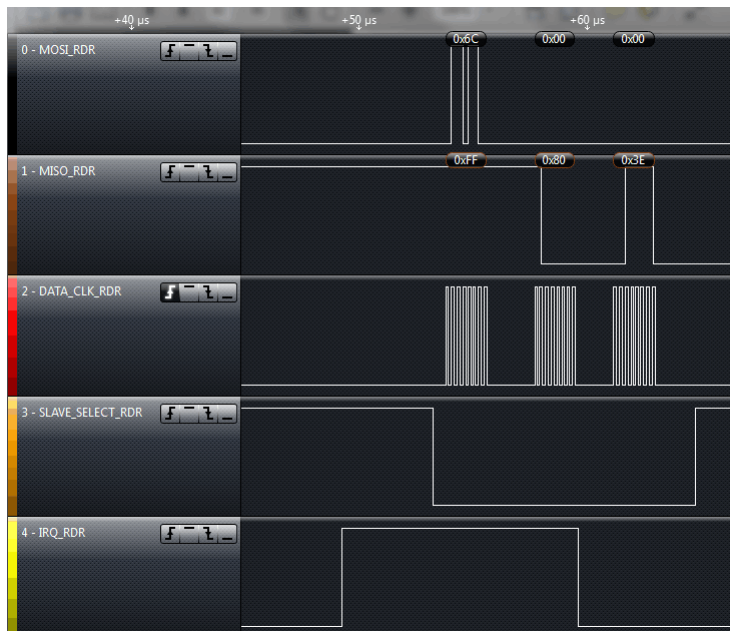 +40 µs +50 µs +60 µs
0 - MOSI_RDR
0x6C 0x00 0x00
1 - MISO_RDR
0xFF 0x80 0x3E
2 - DATA_CLK_RDR
3 - SLAVE_SELECT_RDR
4 - IRQ_RDR